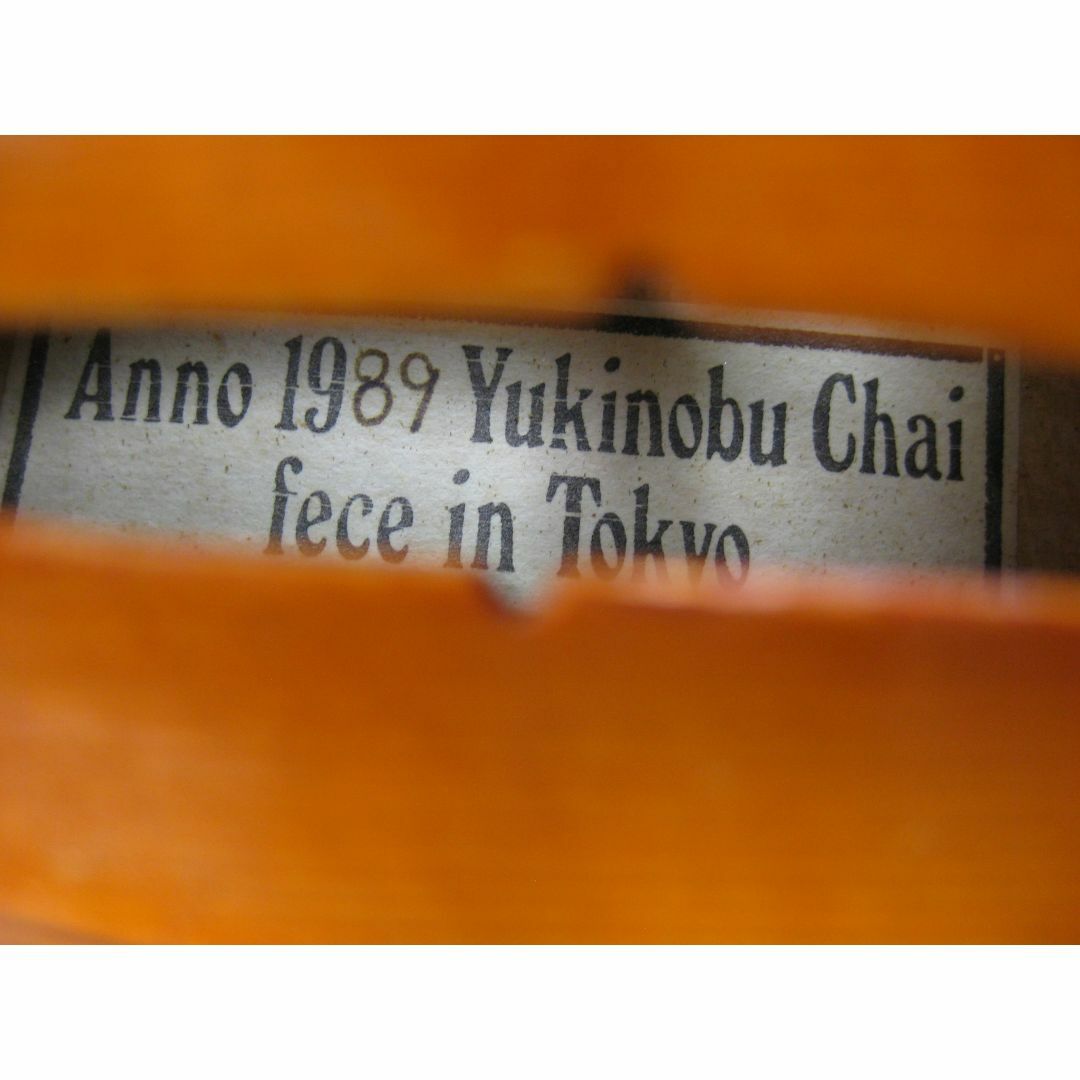 Anno 1989 Yukinobu Chai
fece in Tokyo